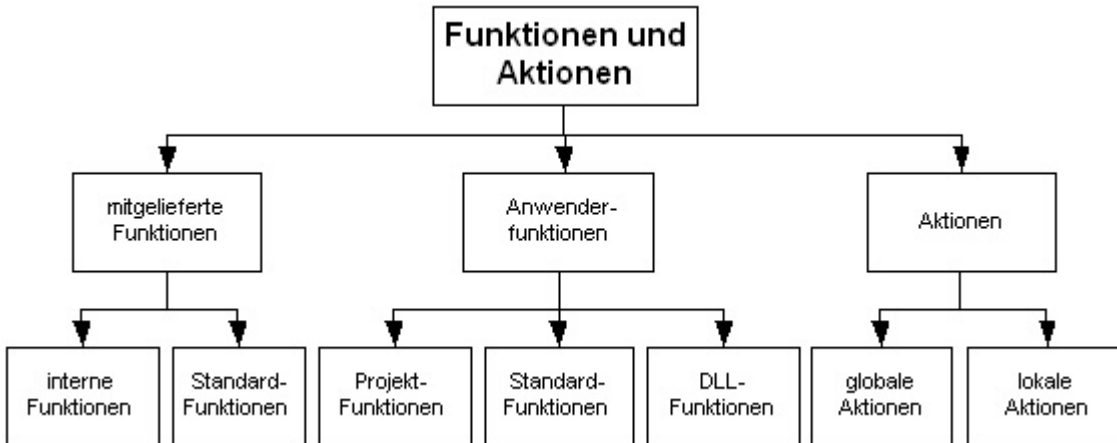 Funktionen und
Aktionen
mitgelieferte
Funktionen
Anwender-
funktionen
Aktionen
interne
Funktionen
Standard-
Funktionen
Projekt-
Funktionen
Standard-
Funktionen
DLL-
Funktionen
globale
Aktionen
lokale
Aktionen